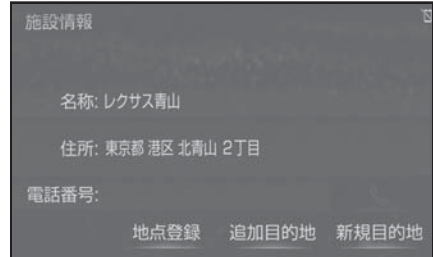 施設情報
名称: レクサス青山
住所: 東京都 港区 北青山 2丁目
電話番号:
地点登録 追加目的地 新規目的地